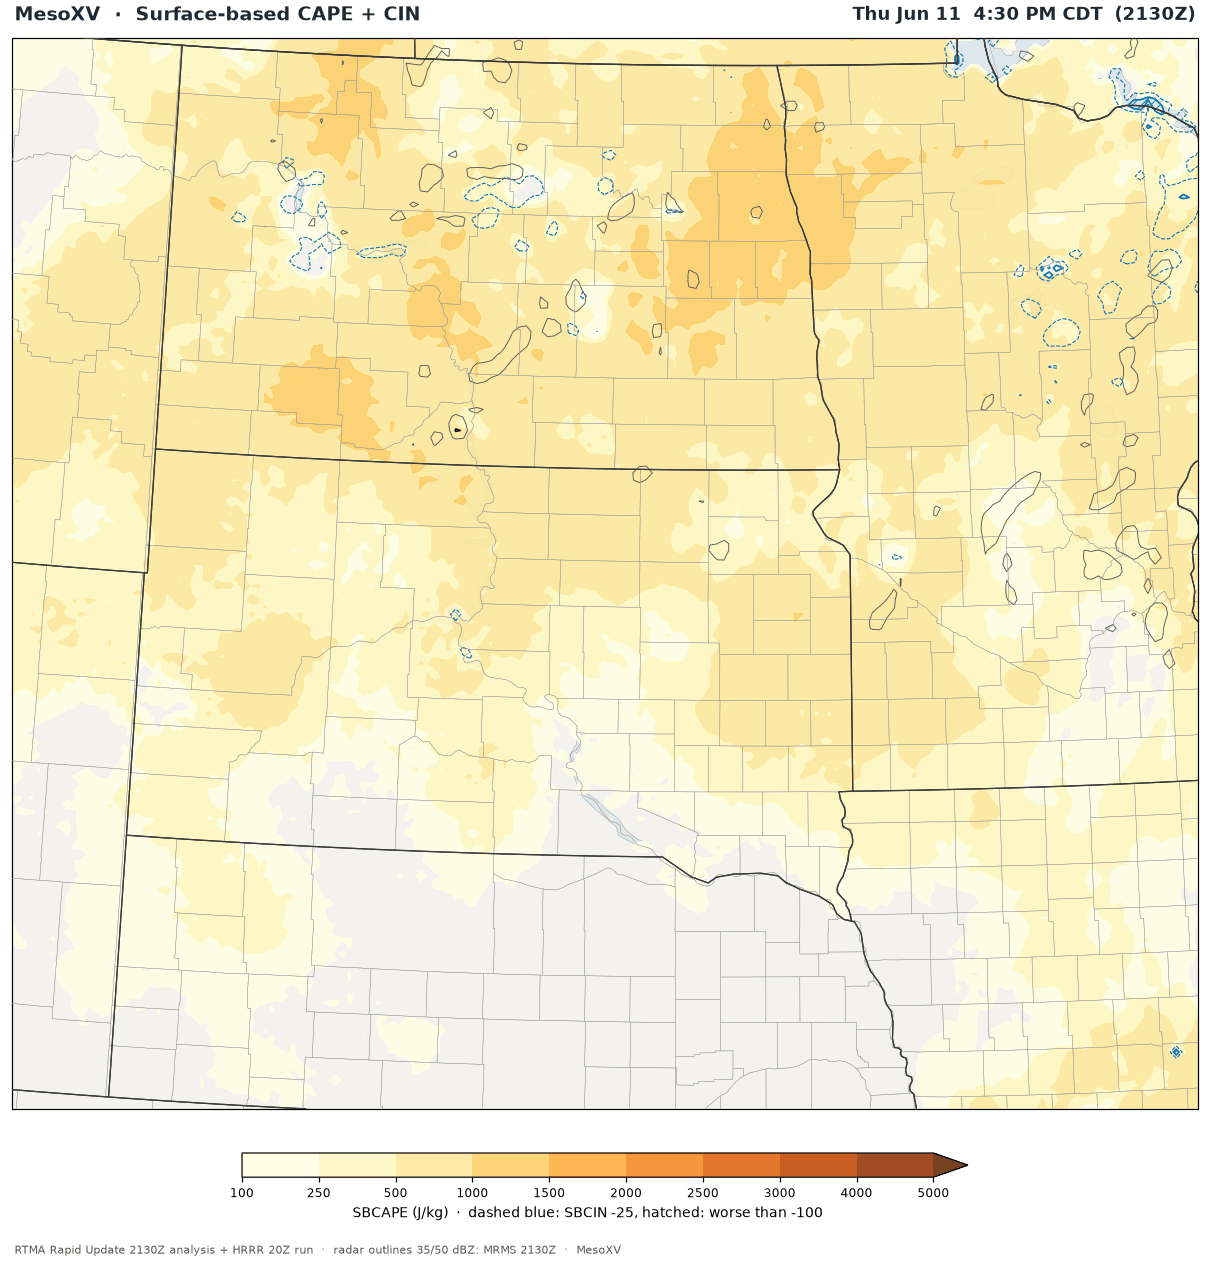 MesoXV · Surface-based CAPE + CIN
Thu Jun 11 4:30 PM CDT (2130Z)
100 250 500 1000 1500 2000 2500 3000 4000 5000
SBCAPE (J/kg) · dashed blue: SBCIN -25, hatched: worse than -100
RTMA Rapid Update 2130Z analysis + HRRR 20Z run · radar outlines 35/50 dBZ: MRMS 2130Z · MesoXV